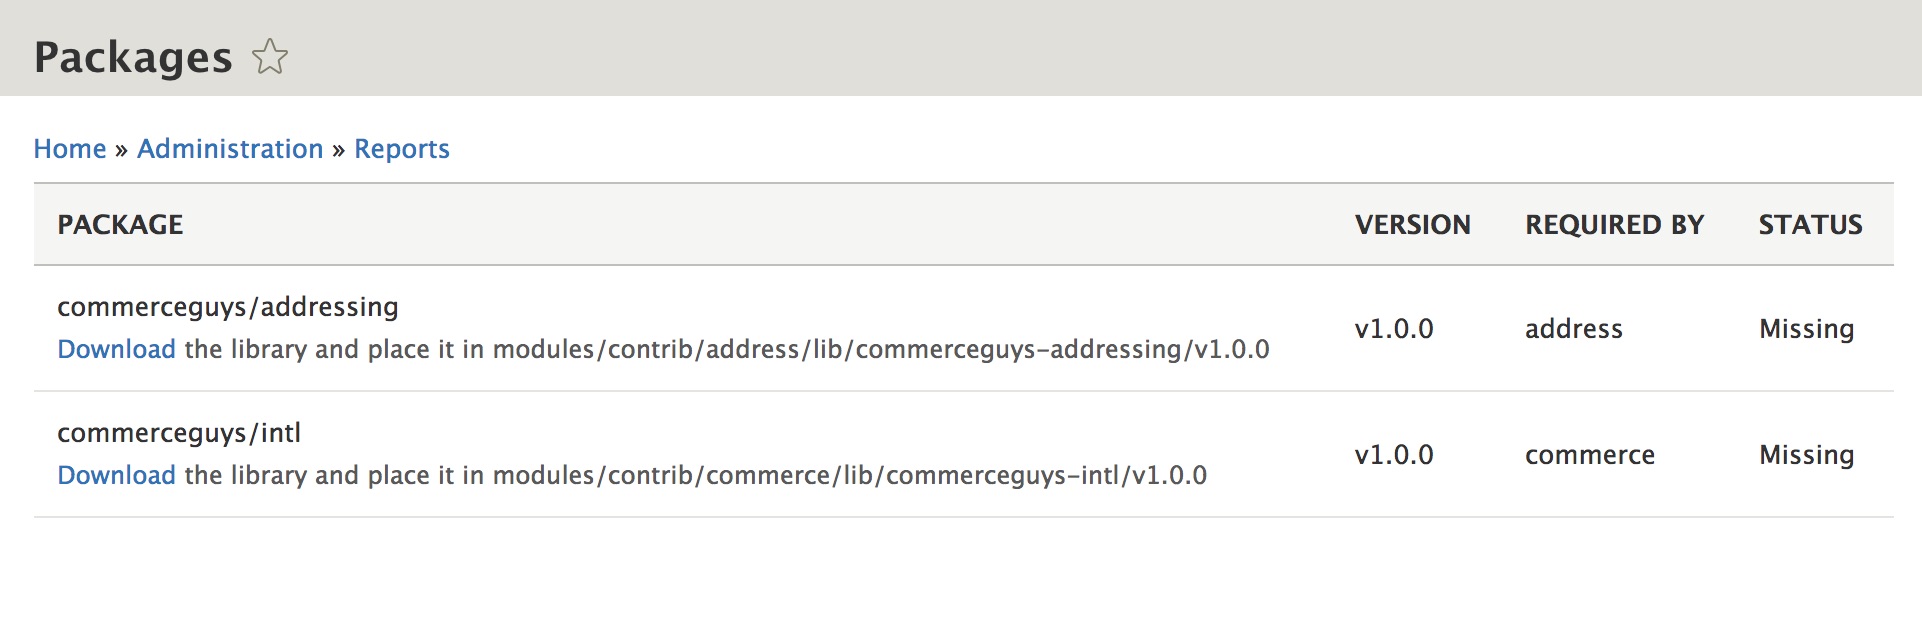 Packages
Home » Administration » Reports
PACKAGE VERSION REQUIRED BY STATUS
commerceguys/addressing
Download the library and place it in modules/contrib/address/lib/commerceguys-addressing/v1.0.0
v1.0.0 address Missing
commerceguys/intl
Download the library and place it in modules/contrib/commerce/lib/commerceguys-intl/v1.0.0
v1.0.0 commerce Missing